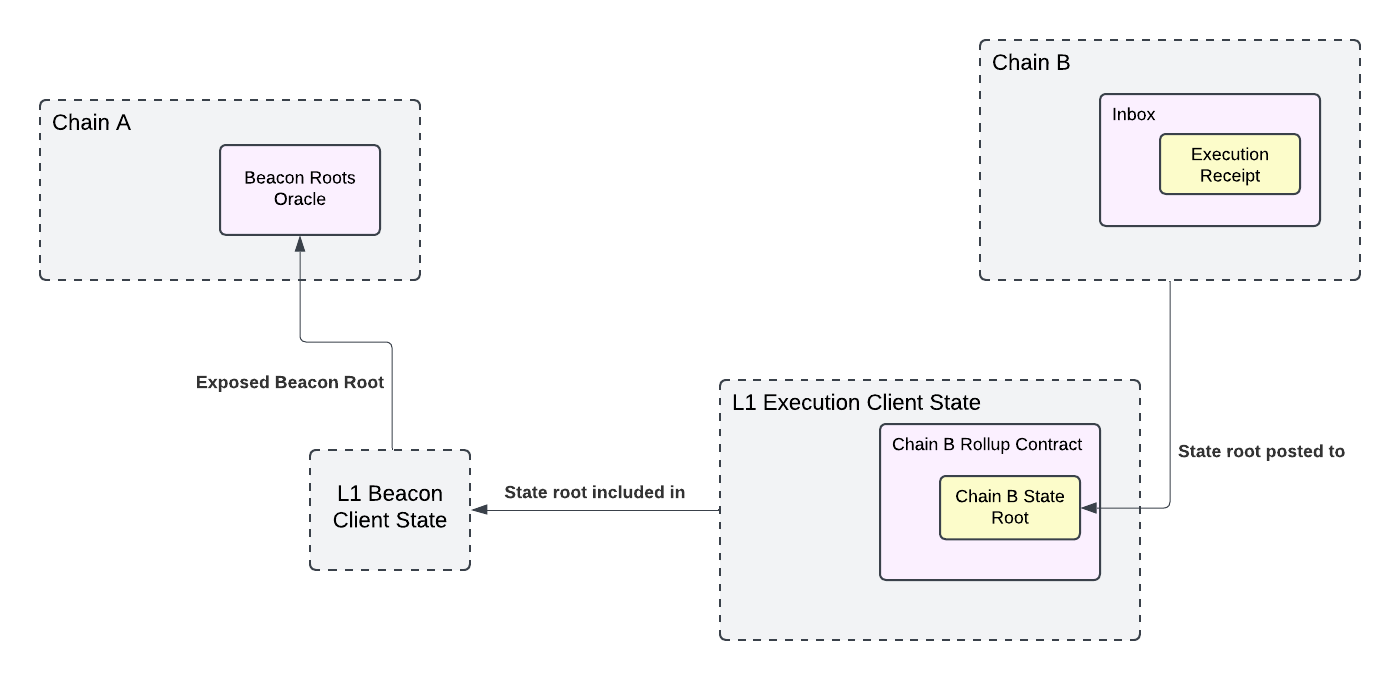 Chain B
Inbox
Execution
Receipt
Chain A
Beacon Roots
Oracle
Exposed Beacon Root
L1 Execution Client State
Chain B Rollup Contract
Chain B State
Root
State root posted to
L1 Beacon
Client State
State root included in